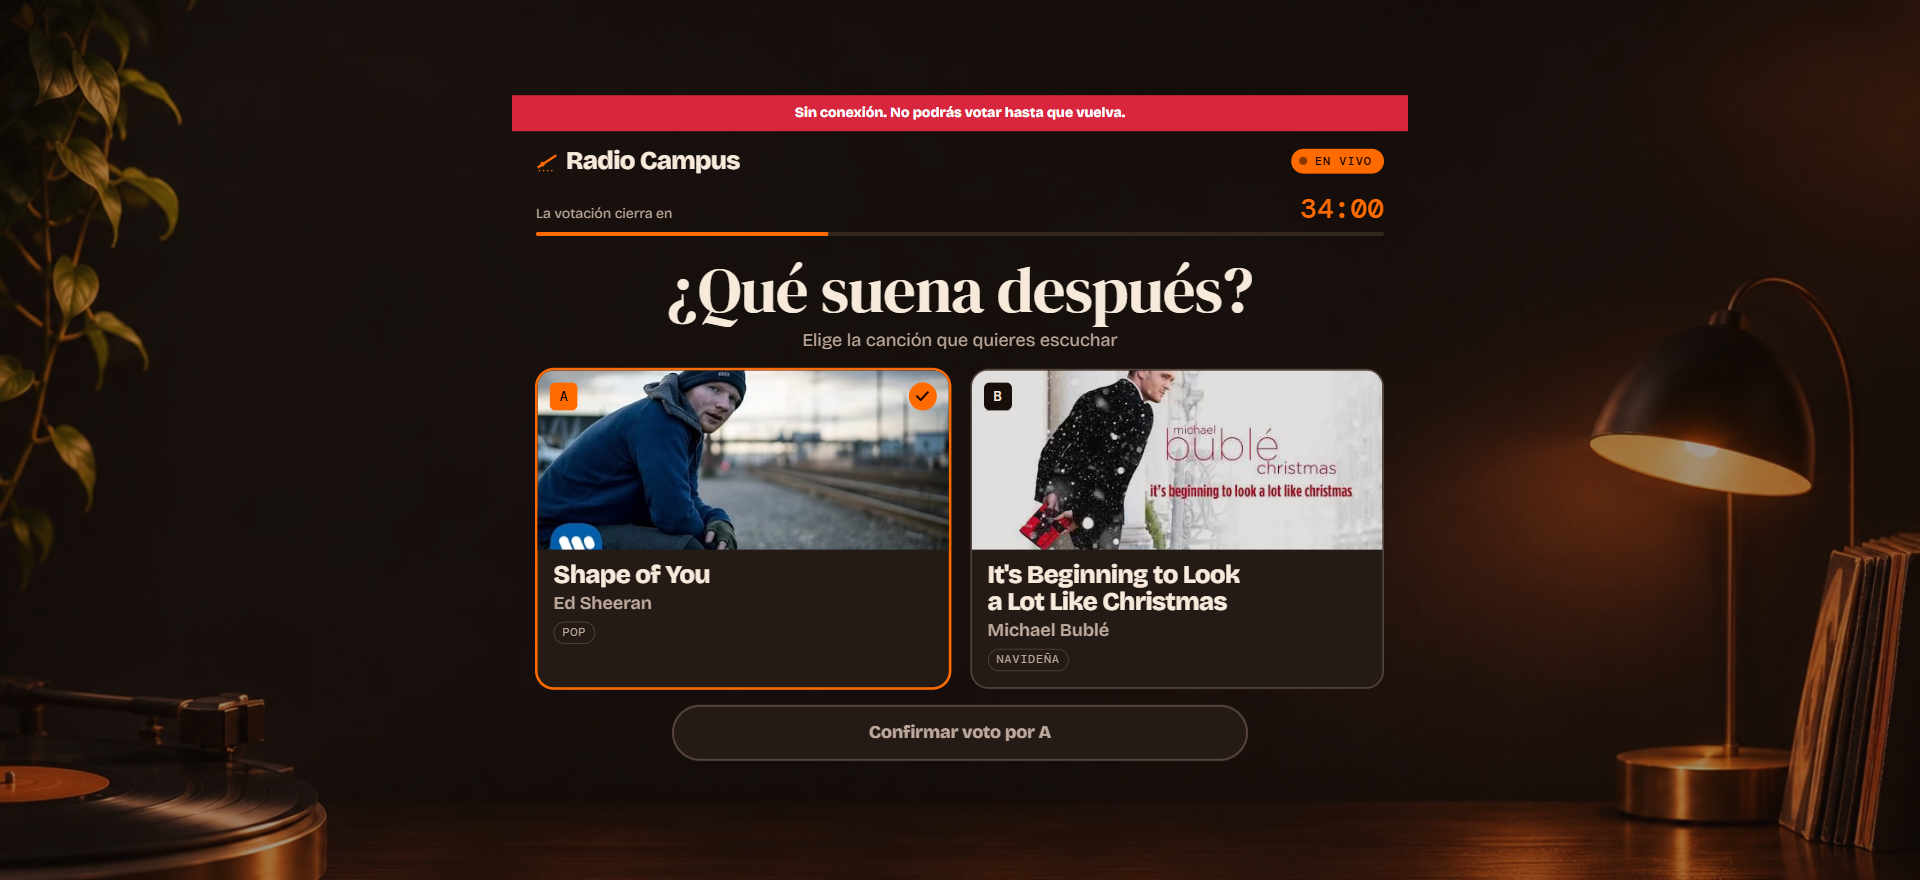 Sin conexión. No podrás votar hasta que vuelva.
Radio Campus
EN VIVO
La votación cierra en
34:00
¿Qué suena después?
Elige la canción que quieres escuchar
A
Shape of You
Ed Sheeran
POP
B
michael
bublé
christmas
it's beginning to look a lot like christmas
It's Beginning to Look
a Lot Like Christmas
Michael Bublé
NAVIDEÑA
Confirmar voto por A